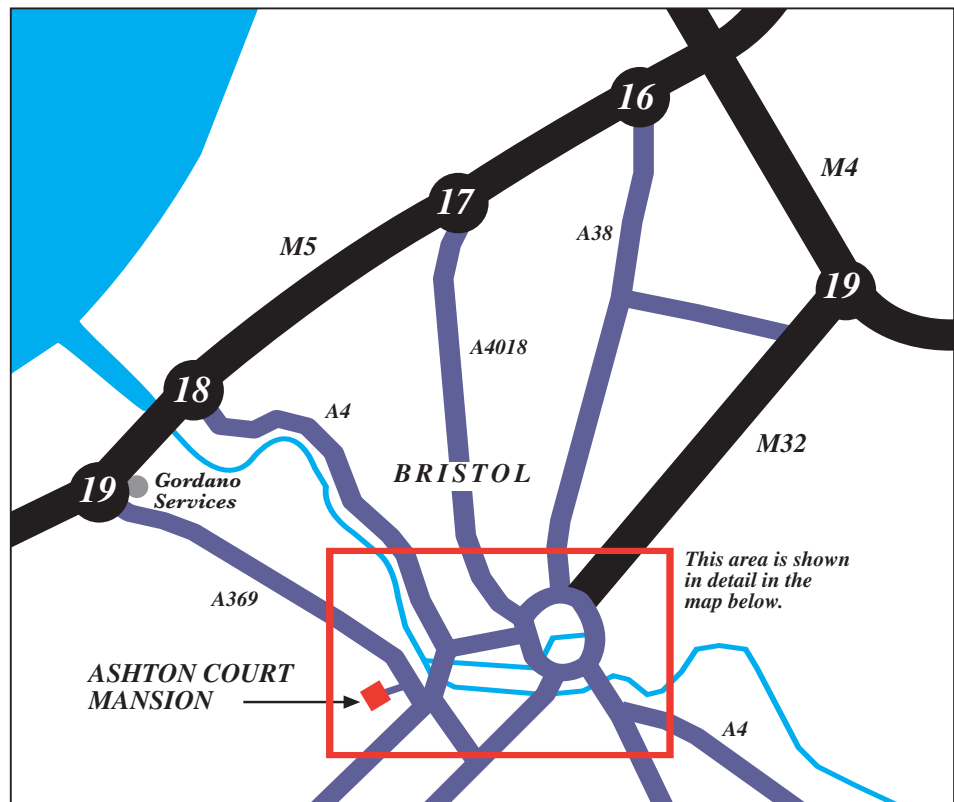 16
M4
17
A38
M5
19
A4018
18
A4
M32
BRISTOL
19
Gordano
Services
This area is shown
in detail in the
map below.
A369
ASHTON COURT
MANSION
A4